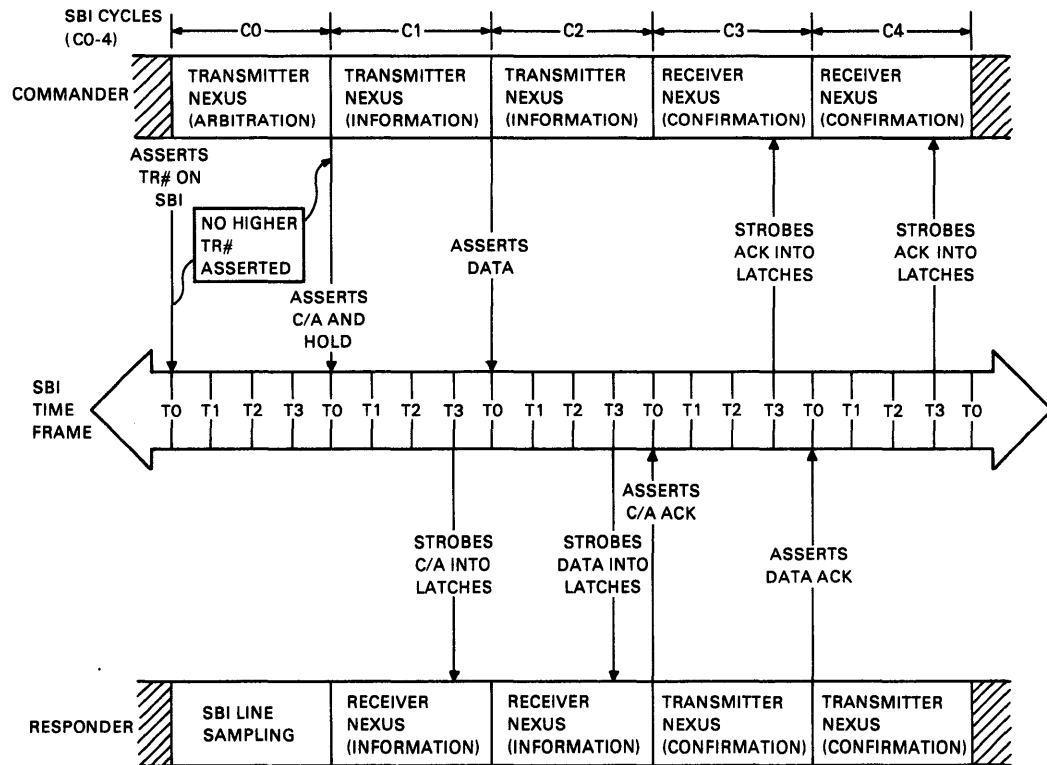 SBI CYCLES
(C0-4)
C0
C1
C2
C3
C4
COMMANDER
TRANSMITTER
NEXUS
(ARBITRATION)
TRANSMITTER
NEXUS
(INFORMATION)
TRANSMITTER
NEXUS
(INFORMATION)
RECEIVER
NEXUS
(CONFIRMATION)
RECEIVER
NEXUS
(CONFIRMATION)
ASSERTS
TR# ON
SBI
NO HIGHER
TR#
ASSERTED
ASSERTS
C/A AND
HOLD
ASSERTS
DATA
STROBES
ACK INTO
LATCHES
STROBES
ACK INTO
LATCHES
SBI
TIME
FRAME
T0 T1 T2 T3 T0 T1 T2 T3 T0 T1 T2 T3 T0 T1 T2 T3 T0 T1 T2 T3 T0
STROBES
C/A INTO
LATCHES
STROBES
DATA INTO
LATCHES
ASSERTS
C/A ACK
ASSERTS
DATA ACK
RESPONDER
SBI LINE
SAMPLING
RECEIVER
NEXUS
(INFORMATION)
RECEIVER
NEXUS
(INFORMATION)
TRANSMITTER
NEXUS
(CONFIRMATION)
TRANSMITTER
NEXUS
(CONFIRMATION)